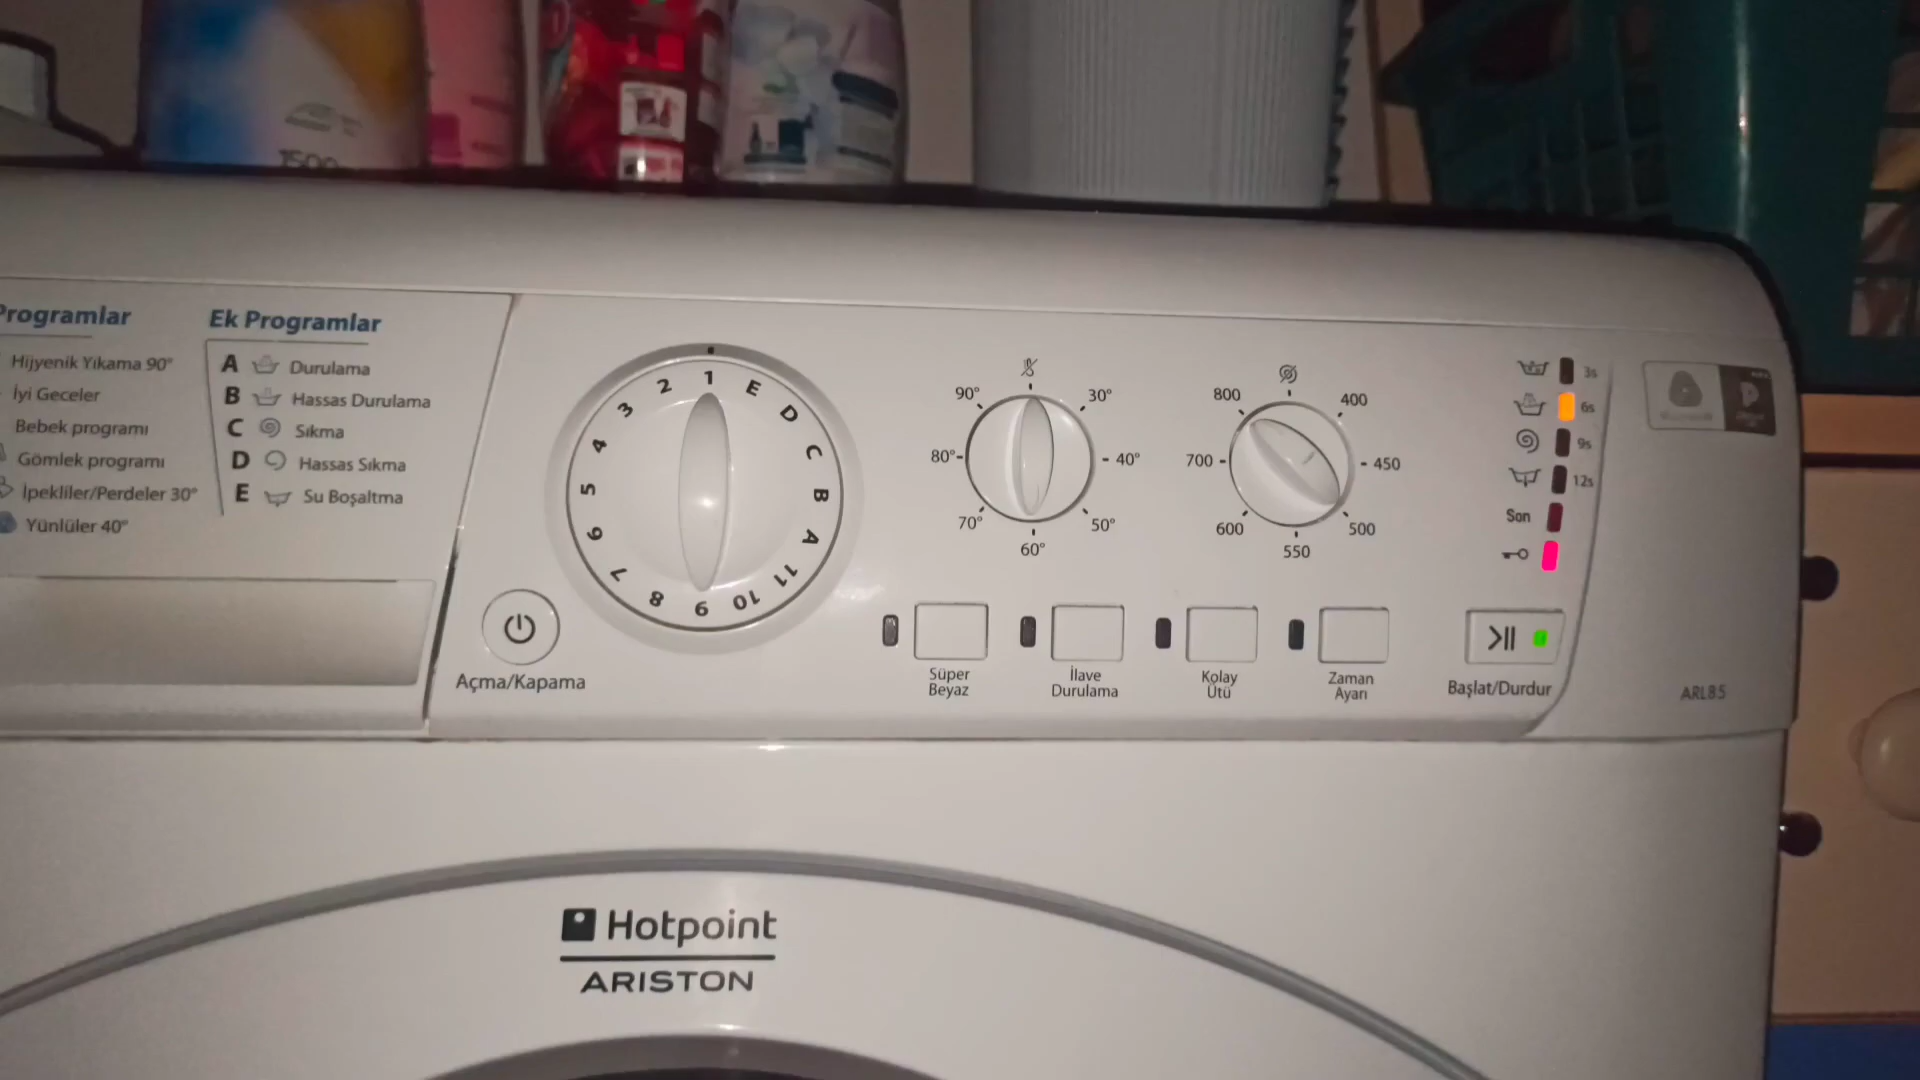 1500
Programlar
Hijyenik Yıkama 90°
İyi Geceler
Bebek programı
Gömlek programı
İpekliler/Perdeler 30°
Yünlüler 40°
Ek Programlar
A Durulama
B Hassas Durulama
C Sıkma
D Hassas Sıkma
E Su Boşaltma
Açma/Kapama
1
E
D
C
B
A
11
10
9
8
7
6
5
4
3
2
30°
40°
50°
60°
70°
80°
90°
400
450
500
550
600
700
800
3s
6s
9s
12s
Son
Süper
Beyaz
İlave
Durulama
Kolay
Ütü
Zaman
Ayarı
Başlat/Durdur
ARL85
Hotpoint
ARISTON